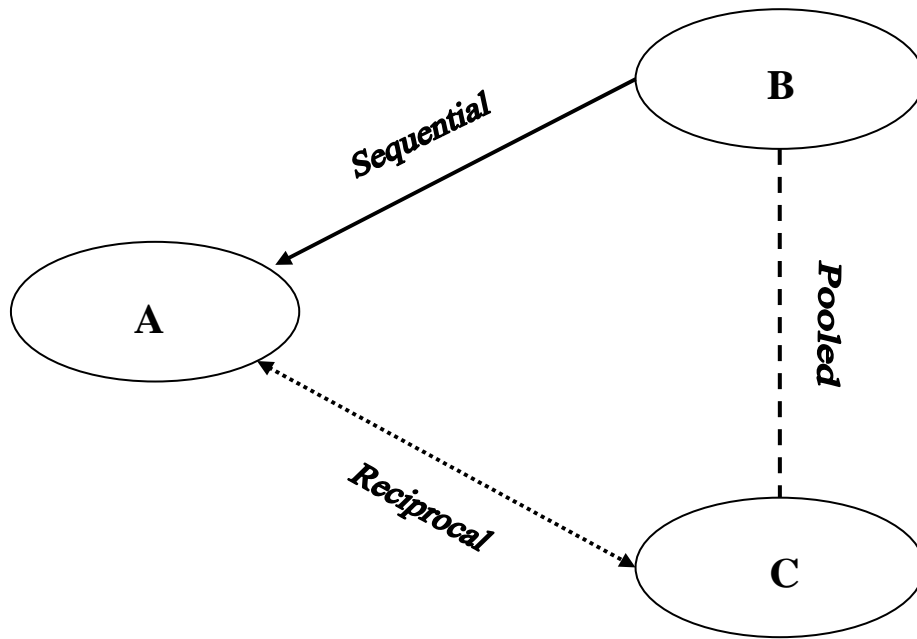 B
Sequential
Pooled
A
Reciprocal
C